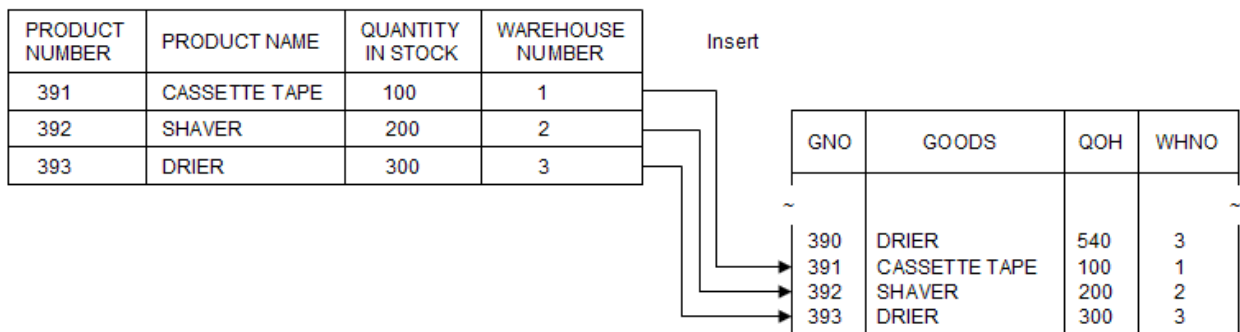 PRODUCT NUMBER PRODUCT NAME QUANTITY IN STOCK WAREHOUSE NUMBER
391 CASSETTE TAPE 100 1
392 SHAVER 200 2
393 DRIER 300 3
Insert
GNO GOODS QOH WHNO
~ ~
390 DRIER 540 3
391 CASSETTE TAPE 100 1
392 SHAVER 200 2
393 DRIER 300 3